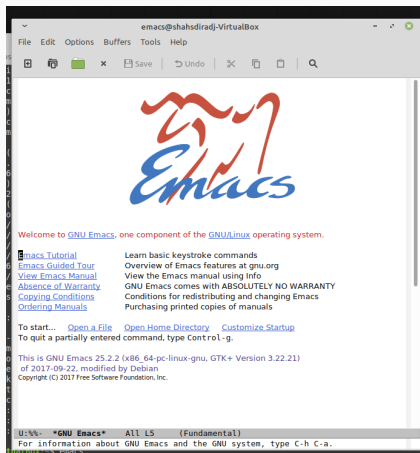 emacs@shahsdiradj-VirtualBox
File Edit Options Buffers Tools Help
Save Undo
Emacs
Welcome to GNU Emacs, one component of the GNU/Linux operating system.
Emacs Tutorial Learn basic keystroke commands
Emacs Guided Tour Overview of Emacs features at gnu.org
View Emacs Manual View the Emacs manual using Info
Absence of Warranty GNU Emacs comes with ABSOLUTELY NO WARRANTY
Copying Conditions Conditions for redistributing and changing Emacs
Ordering Manuals Purchasing printed copies of manuals
To start... Open a File Open Home Directory Customize Startup
To quit a partially entered command, type Control-g.
This is GNU Emacs 25.2.2 (x86_64-pc-linux-gnu, GTK+ Version 3.22.21)
of 2017-09-22, modified by Debian
Copyright (C) 2017 Free Software Foundation, Inc.
U:%%- *GNU Emacs* All L5 (Fundamental)
For information about GNU Emacs and the GNU system, type C-h C-a.